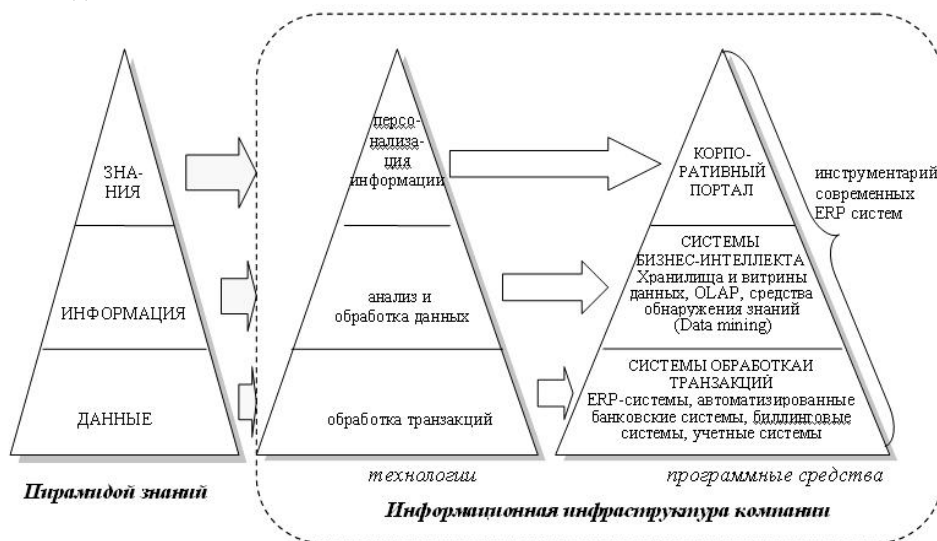 ЗНА-
НИЯ
ИНФОРМАЦИЯ
ДАННЫЕ
Пирамидой знаний
персо-
нализа-
ция
информации
анализ и
обработка данных
обработка транзакций
технологии
КОРПО-
РАТИВНЫЙ
ПОРТАЛ
СИСТЕМЫ
БИЗНЕС-ИНТЕЛЛЕКТА
Хранилища и витрины
данных, OLAP, средства
обнаружения знаний
(Data mining)
СИСТЕМЫ ОБРАБОТКАИ
ТРАНЗАКЦИЙ
ERP-системы, автоматизированные
банковские системы, биллинговые
системы, учетные системы
программные средства
инструментарий
современных
ERP систем
Информационная инфраструктура компании